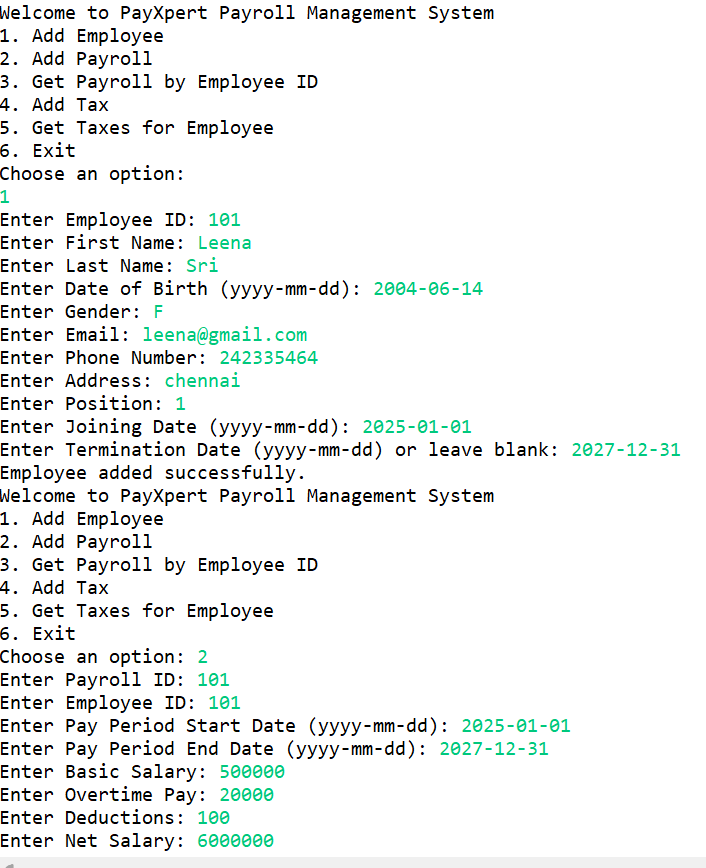 Welcome to PayXpert Payroll Management System
1. Add Employee
2. Add Payroll
3. Get Payroll by Employee ID
4. Add Tax
5. Get Taxes for Employee
6. Exit
Choose an option:
1
Enter Employee ID: 101
Enter First Name: Leena
Enter Last Name: Sri
Enter Date of Birth (yyyy-mm-dd): 2004-06-14
Enter Gender: F
Enter Email: leena@gmail.com
Enter Phone Number: 242335464
Enter Address: chennai
Enter Position: 1
Enter Joining Date (yyyy-mm-dd): 2025-01-01
Enter Termination Date (yyyy-mm-dd) or leave blank: 2027-12-31
Employee added successfully.
Welcome to PayXpert Payroll Management System
1. Add Employee
2. Add Payroll
3. Get Payroll by Employee ID
4. Add Tax
5. Get Taxes for Employee
6. Exit
Choose an option: 2
Enter Payroll ID: 101
Enter Employee ID: 101
Enter Pay Period Start Date (yyyy-mm-dd): 2025-01-01
Enter Pay Period End Date (yyyy-mm-dd): 2027-12-31
Enter Basic Salary: 500000
Enter Overtime Pay: 20000
Enter Deductions: 100
Enter Net Salary: 6000000